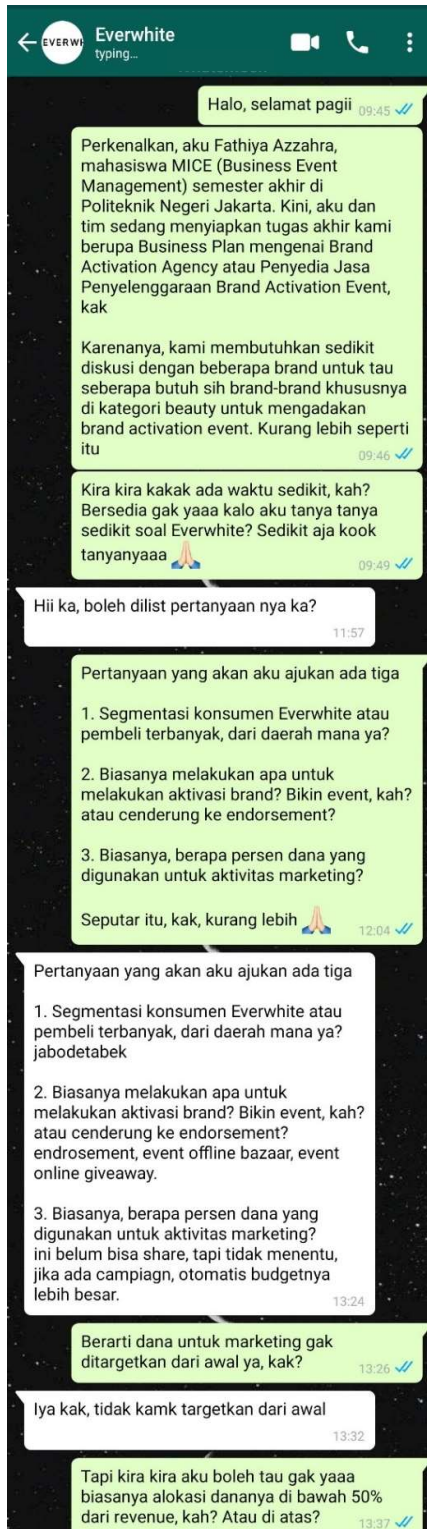 EVERWH
Everwhite
typing...
Halo, selamat pagii 09:45
Perkenalkan, aku Fathiya Azzahra,
mahasiswa MICE (Business Event
Management) semester akhir di
Politeknik Negeri Jakarta. Kini, aku dan
tim sedang menyiapkan tugas akhir kami
berupa Business Plan mengenai Brand
Activation Agency atau Penyedia Jasa
Penyelenggaraan Brand Activation Event,
kak
Karenanya, kami membutuhkan sedikit
diskusi dengan beberapa brand untuk tau
seberapa butuh sih brand-brand khususnya
di kategori beauty untuk mengadakan
brand activation event. Kurang lebih seperti
itu
09:46
Kira kira kakak ada waktu sedikit, kah?
Bersedia gak yaaa kalo aku tanya tanya
sedikit soal Everwhite? Sedikit aja kook
tanyanyaaa 🙏🏻
09:49
Hii ka, boleh dilist pertanyaan nya ka?
11:57
Pertanyaan yang akan aku ajukan ada tiga
1. Segmentasi konsumen Everwhite atau
pembeli terbanyak, dari daerah mana ya?
2. Biasanya melakukan apa untuk
melakukan aktivasi brand? Bikin event, kah?
atau cenderung ke endorsement?
3. Biasanya, berapa persen dana yang
digunakan untuk aktivitas marketing?
Seputar itu, kak, kurang lebih 🙏🏻 12:04
Pertanyaan yang akan aku ajukan ada tiga
1. Segmentasi konsumen Everwhite atau
pembeli terbanyak, dari daerah mana ya?
jabodetabek
2. Biasanya melakukan apa untuk
melakukan aktivasi brand? Bikin event, kah?
atau cenderung ke endorsement?
endrosement, event offline bazaar, event
online giveaway.
3. Biasanya, berapa persen dana yang
digunakan untuk aktivitas marketing?
ini belum bisa share, tapi tidak menentu,
jika ada campiagn, otomatis budgetnya
lebih besar.
13:24
Berarti dana untuk marketing gak
ditargetkan dari awal ya, kak? 13:26
Iya kak, tidak kamk targetkan dari awal
13:32
Tapi kira kira aku boleh tau gak yaaa
biasanya alokasi dananya di bawah 50%
dari revenue, kah? Atau di atas? 13:37